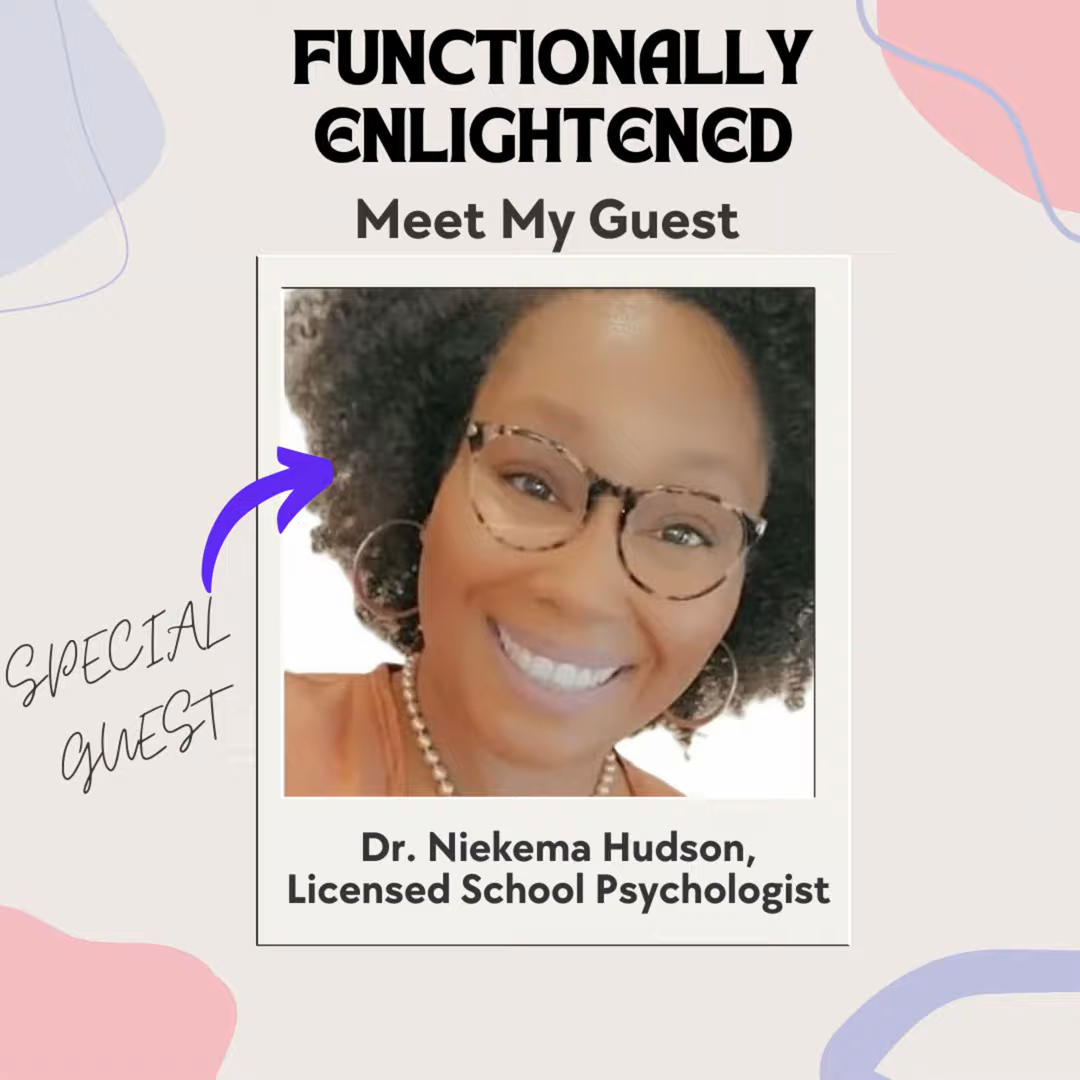 FUNCTIONALLY
ENLIGHTENED
Meet My Guest
SPECIAL
GUEST
Dr. Niekema Hudson,
Licensed School Psychologist